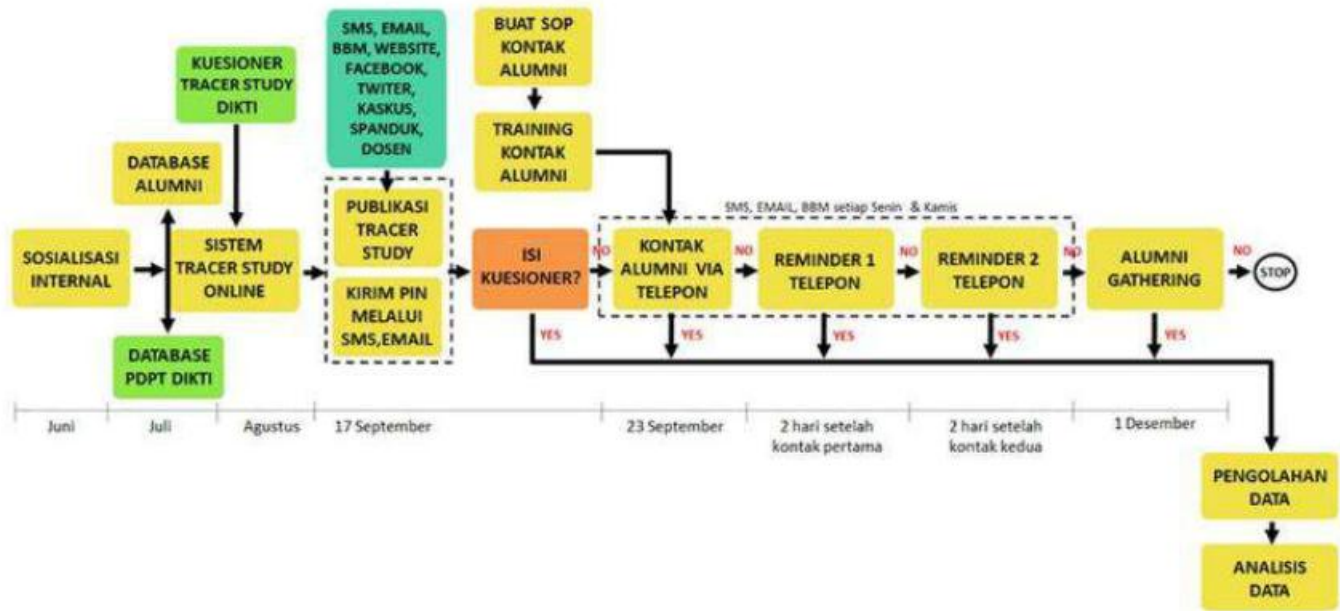 SMS, EMAIL,
BBM, WEBSITE,
FACEBOOK,
TWITER,
KASKUS,
SPANDUK,
DOSEN
BUAT SOP
KONTAK
ALUMNI
KUESIONER
TRACER STUDY
DIKTI
TRAINING
KONTAK
ALUMNI
DATABASE
ALUMNI
SMS, EMAIL, BBM setiap Senin & Kamis
SOSIALISASI
INTERNAL
SISTEM
TRACER STUDY
ONLINE
PUBLIKASI
TRACER
STUDY
KIRIM PIN
MELALUI
SMS,EMAIL
ISI
KUESIONER?
NO
KONTAK
ALUMNI VIA
TELEPON
NO
REMINDER 1
TELEPON
NO
REMINDER 2
TELEPON
NO
ALUMNI
GATHERING
NO
STOP
YES
YES
YES
YES
YES
DATABASE
PDPT DIKTI
Juni
Juli
Agustus
17 September
23 September
2 hari setelah
kontak pertama
2 hari setelah
kontak kedua
1 Desember
PENGOLAHAN
DATA
ANALISIS
DATA